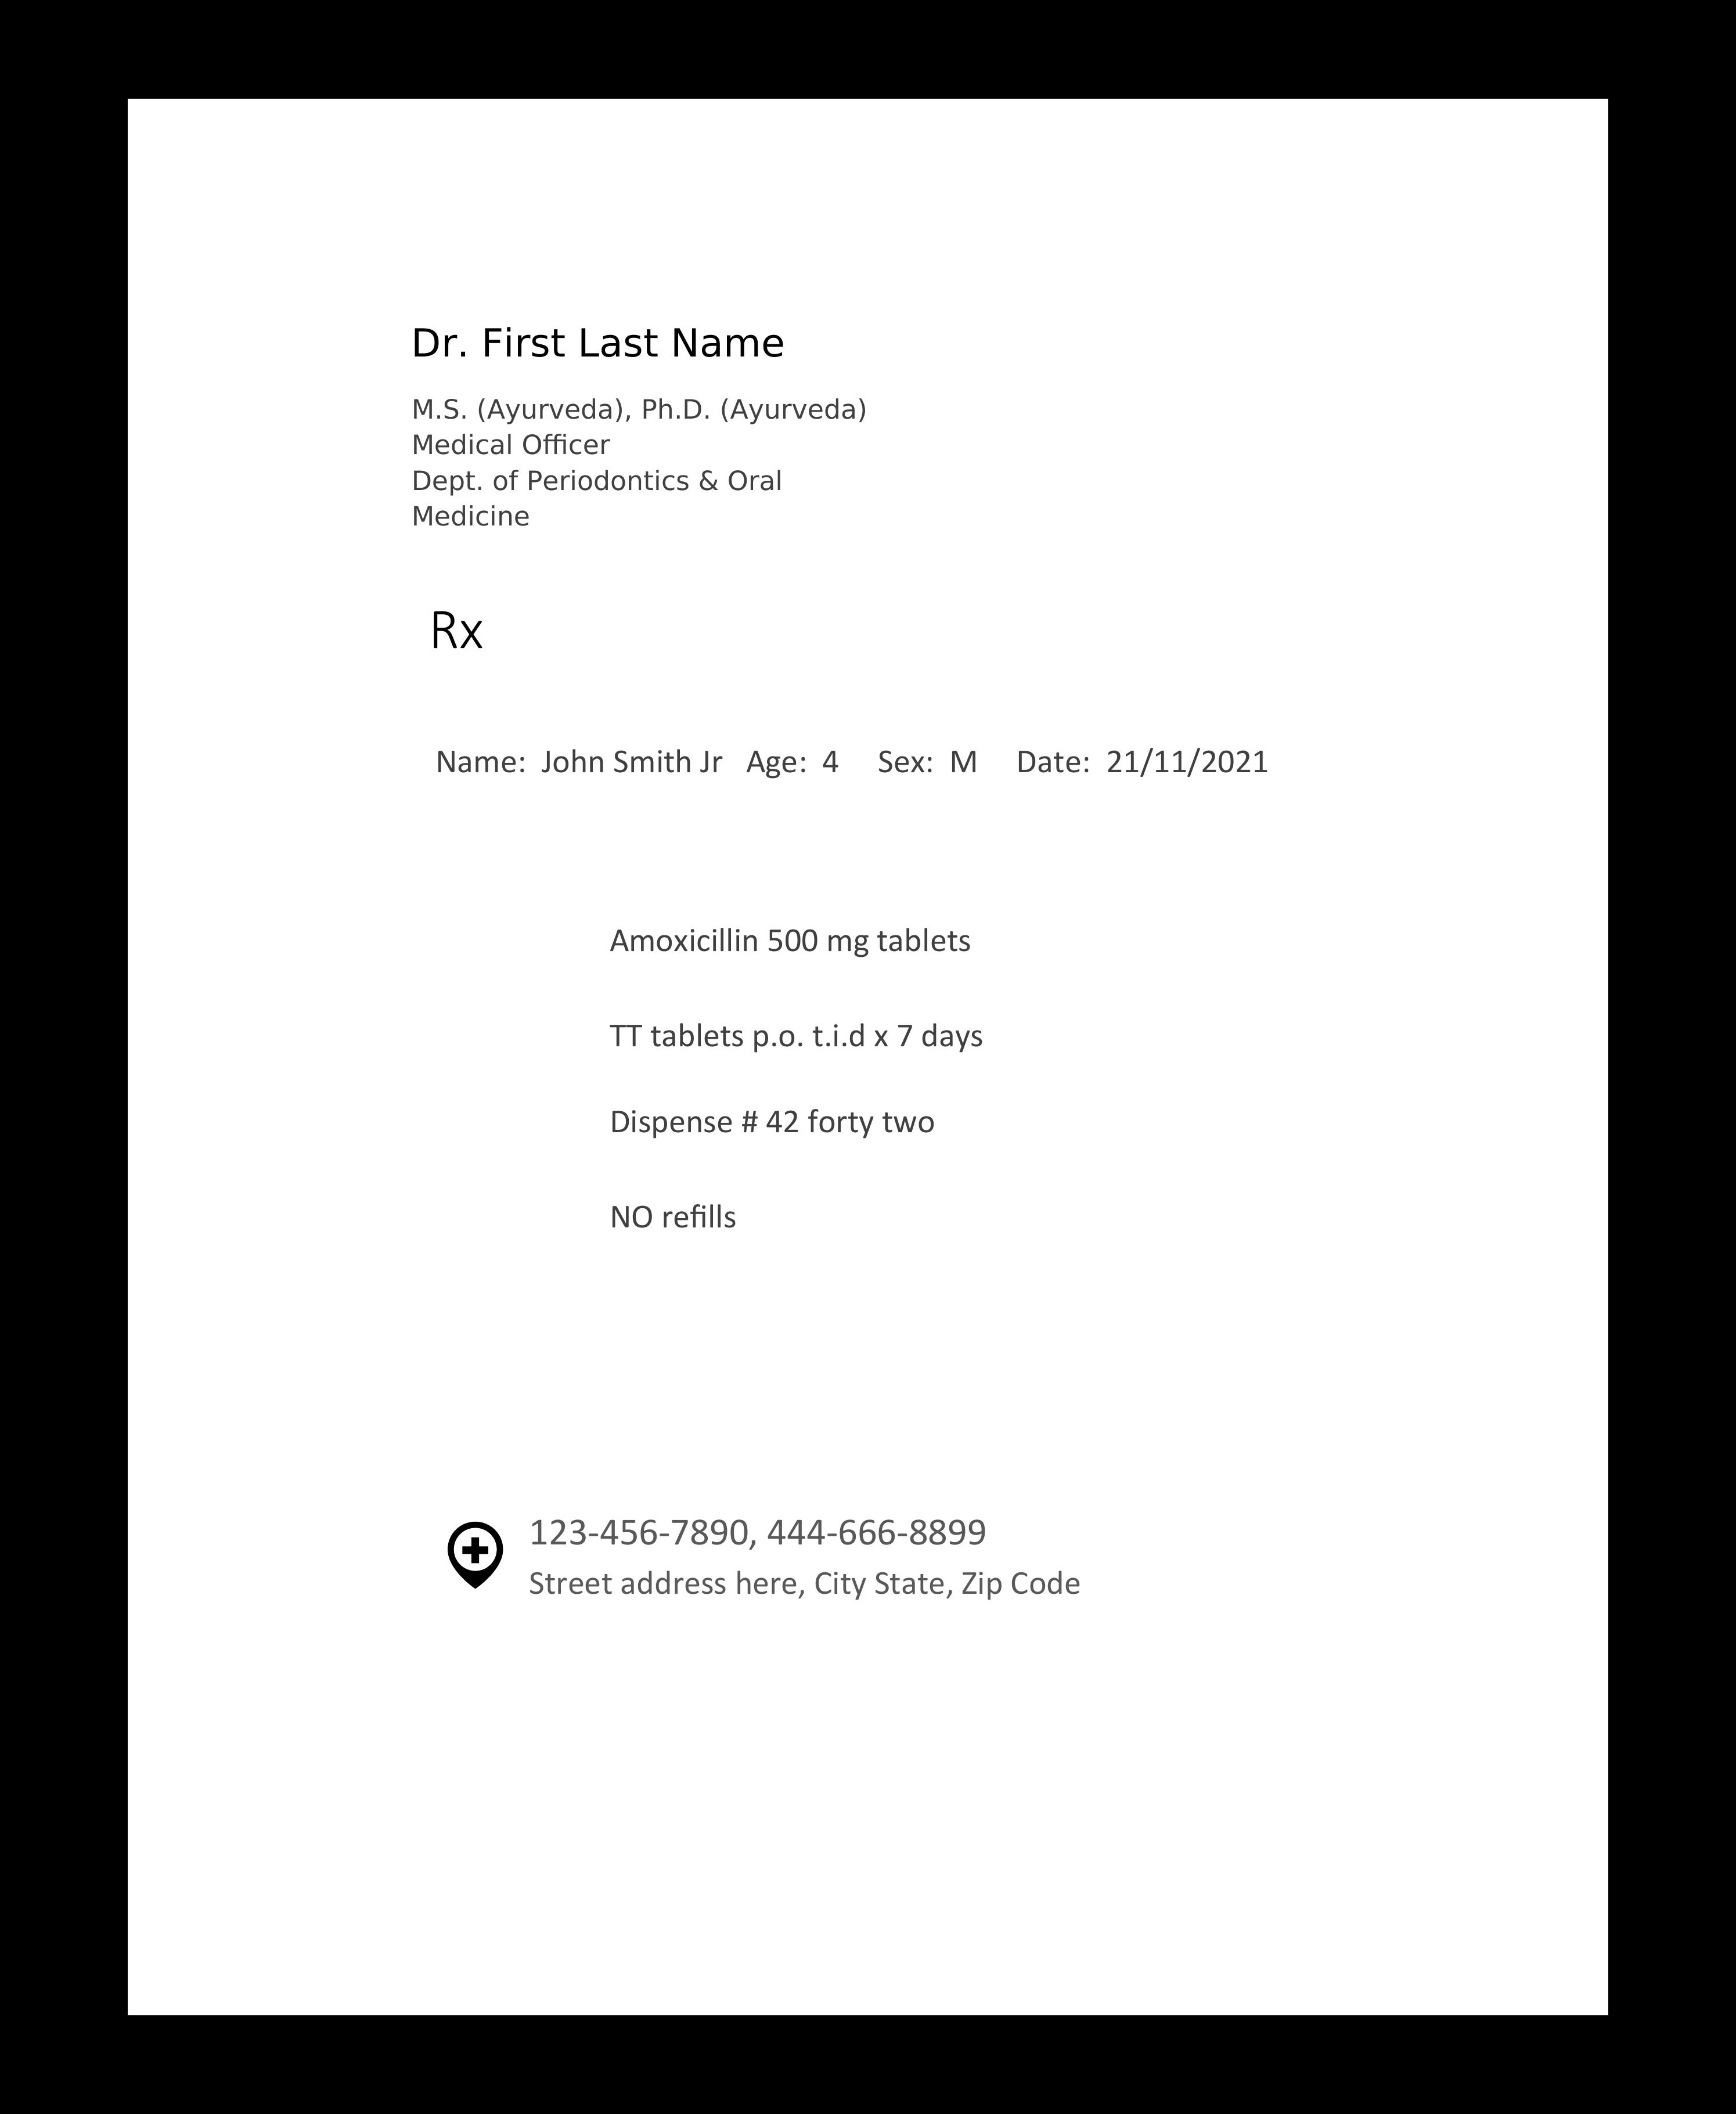 Dr. First Last Name
M.S. (Ayurveda), Ph.D. (Ayurveda)
Medical Officer
Dept. of Periodontics & Oral
Medicine
Rx
Name: John Smith Jr Age: 4 Sex: M Date: 21/11/2021
Amoxicillin 500 mg tablets
TT tablets p.o. t.i.d x 7 days
Dispense # 42 forty two
NO refills
123-456-7890, 444-666-8899
Street address here, City State, Zip Code